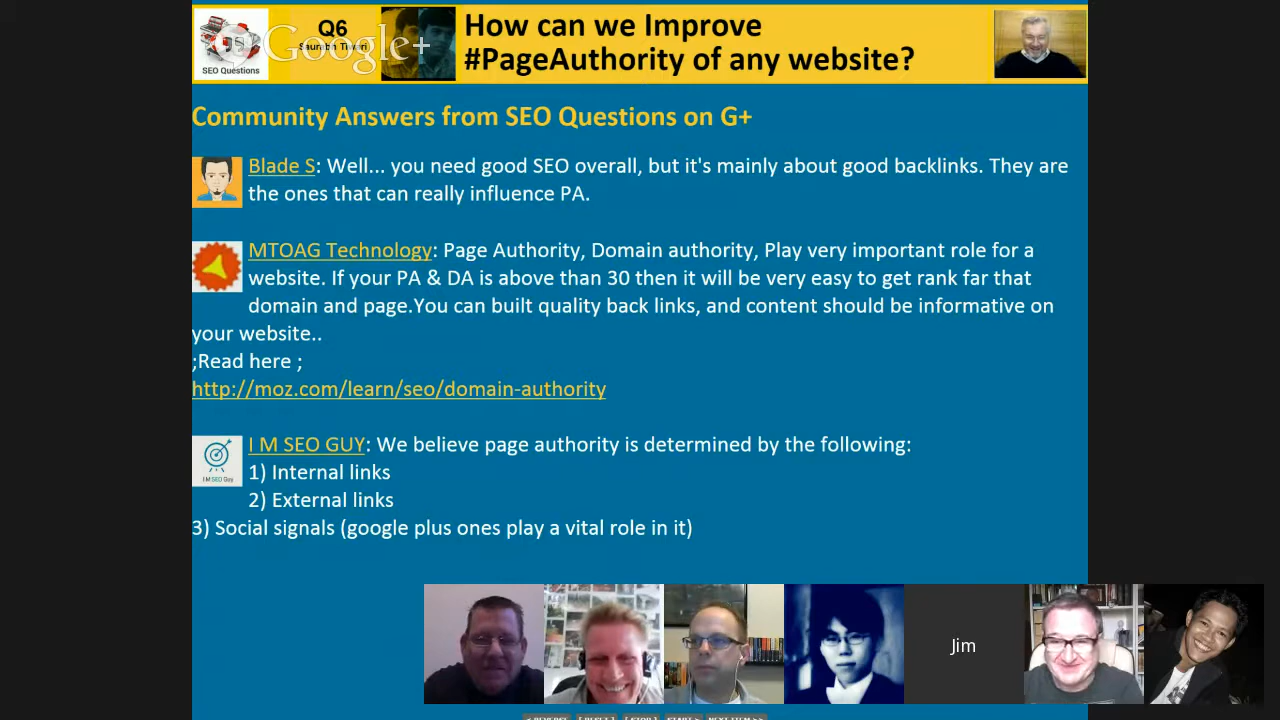 Q6
Saurabh Tiwari
Google+
SEO Questions
How can we Improve
#PageAuthority of any website?
Community Answers from SEO Questions on G+
Blade S: Well... you need good SEO overall, but it's mainly about good backlinks. They are
the ones that can really influence PA.
MTOAG Technology: Page Authority, Domain authority, Play very important role for a
website. If your PA & DA is above than 30 then it will be very easy to get rank far that
domain and page.You can built quality back links, and content should be informative on
your website..
;Read here ;
http://moz.com/learn/seo/domain-authority
I M SEO GUY: We believe page authority is determined by the following:
1) Internal links
2) External links
3) Social signals (google plus ones play a vital role in it)
I M SEO Guy
Jim